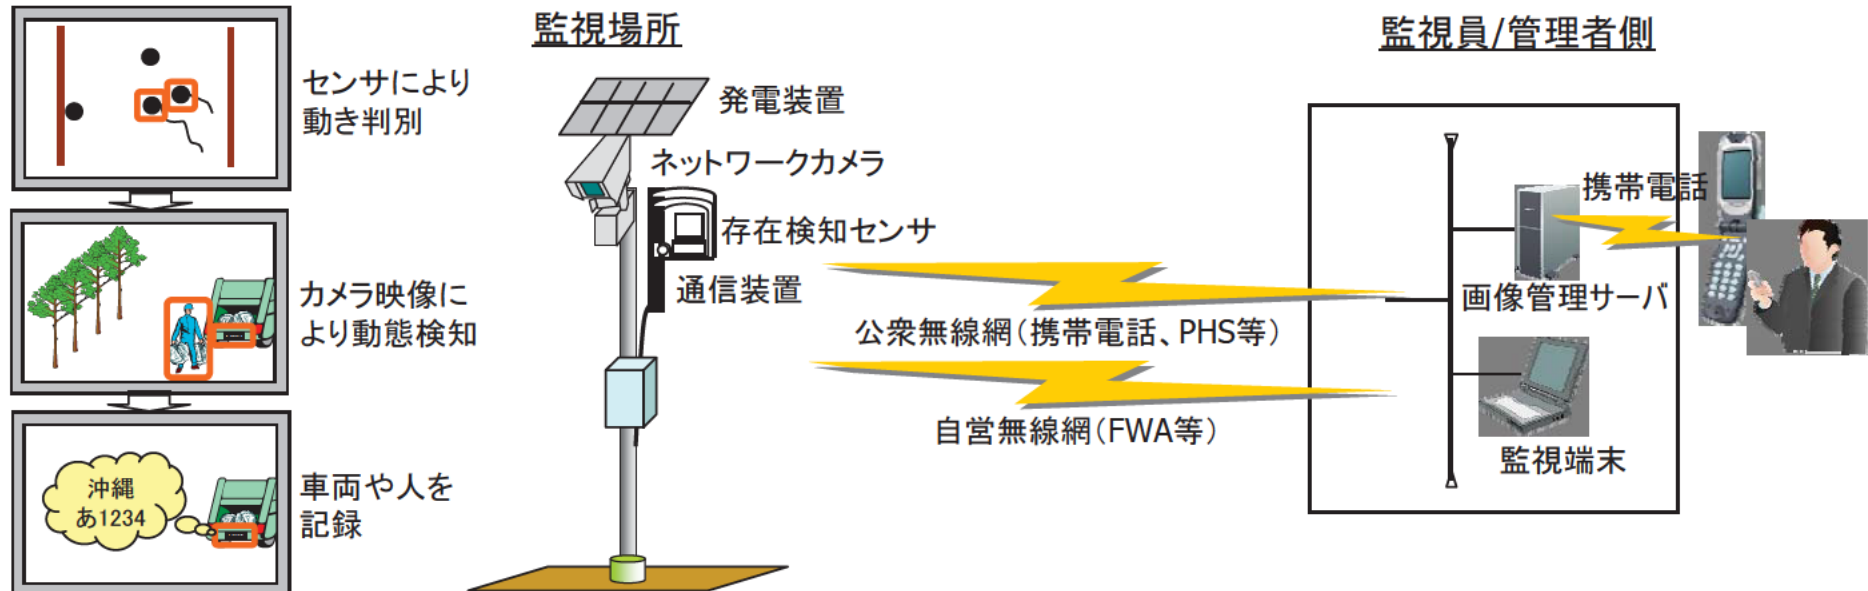 センサにより
動き判別
カメラ映像に
より動態検知
沖縄
あ1234
車両や人を
記録
監視場所
発電装置
ネットワークカメラ
存在検知センサ
通信装置
公衆無線網(携帯電話、PHS等)
自営無線網(FWA等)
監視員/管理者側
携帯電話
画像管理サーバ
監視端末